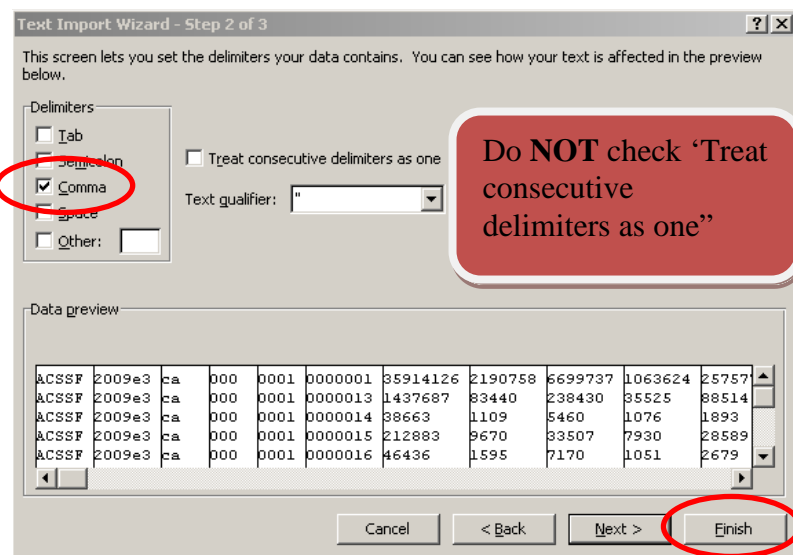 Text Import Wizard - Step 2 of 3
This screen lets you set the delimiters your data contains. You can see how your text is affected in the preview
below.
Delimiters
Tab
Semicolon
Comma
Space
Other:
Treat consecutive delimiters as one
Text qualifier: "
Do NOT check ‘Treat
consecutive
delimiters as one”
Data preview
ACSSF 2009e3 ca 000 0001 0000001 35914126 2190758 6699737 1063624 25757
ACSSF 2009e3 ca 000 0001 0000013 1437687 83440 238430 35525 88514
ACSSF 2009e3 ca 000 0001 0000014 38663 1109 5460 1076 1893
ACSSF 2009e3 ca 000 0001 0000015 212883 9670 33507 7930 28589
ACSSF 2009e3 ca 000 0001 0000016 46436 1595 7170 1051 2679
Cancel < Back Next > Finish